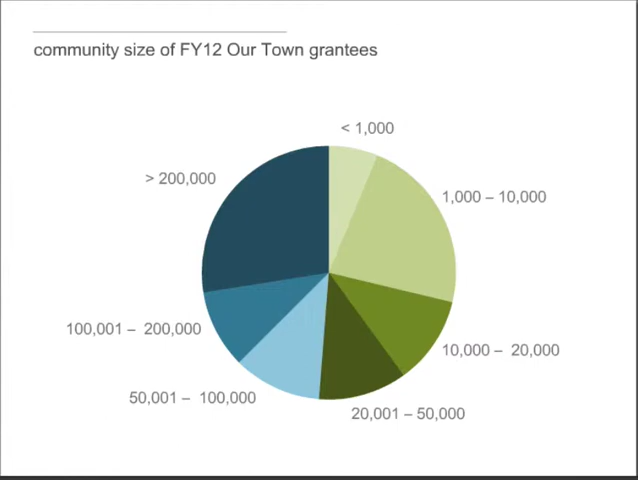 community size of FY12 Our Town grantees
< 1,000
> 200,000
1,000 – 10,000
100,001 –  200,000
10,000 –  20,000
50,001 –  100,000
20,001 – 50,000